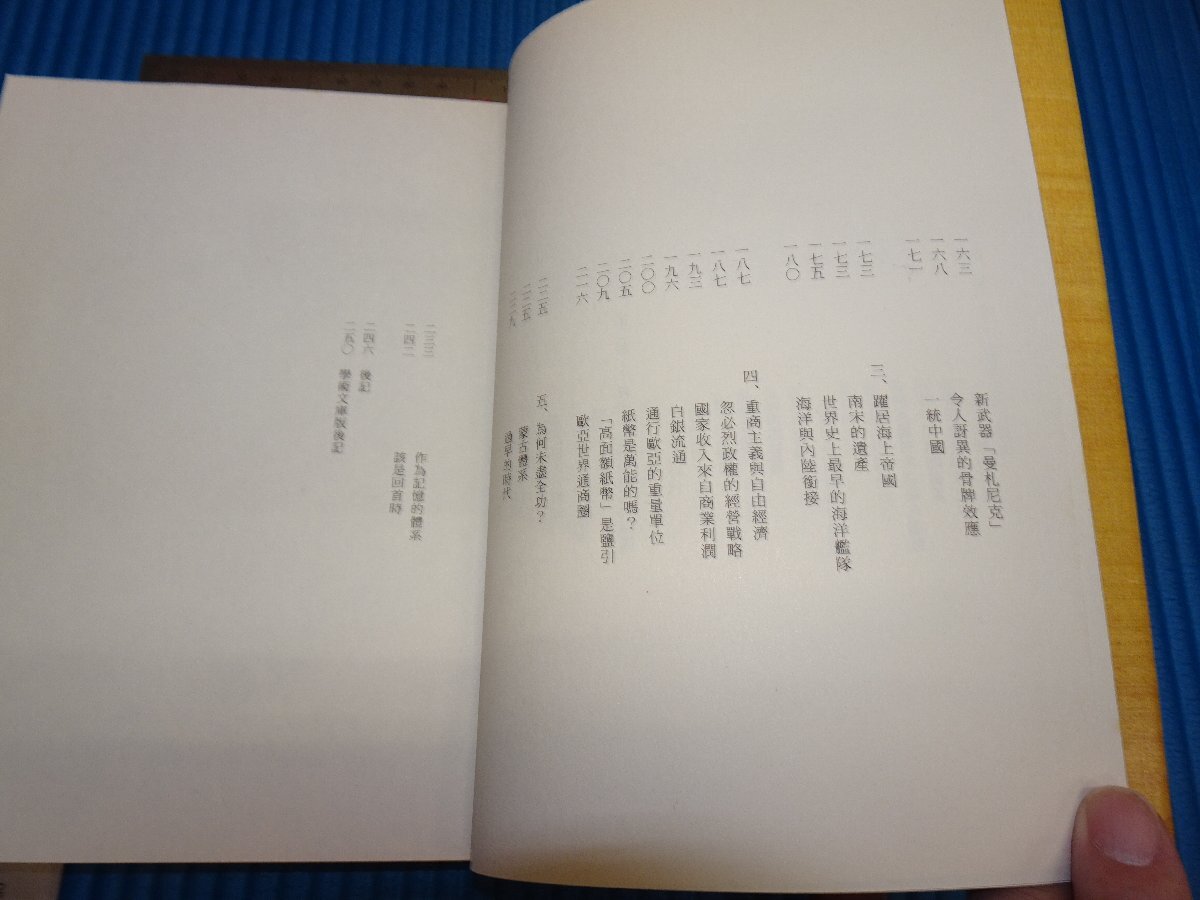 新武器「曼札尼克」 一六三
令人訝異的骨牌效應 一六八
一統中國 一七一
三、躍居海上帝國 一七三
南宋的遺產 一七三
世界史上最早的海洋艦隊 一七五
海洋與內陸銜接 一八〇
四、重商主義與自由經濟 一八七
忽必烈政權的經營戰略 一八七
國家收入來自商業利潤 一九三
白銀流通 一九六
通行歐亞的重量單位 二〇〇
紙幣是萬能的嗎？ 二〇五
「高面額紙幣」是鹽引 二〇九
歐亞世界通商圈 二一六
五、為何未盡全功？ 二二五
蒙古體系 二二五
過早的時代 二二九
作為記憶的體系 二三三
該是回首時 二四二
後記 二四六
學術文庫版後記 二五〇